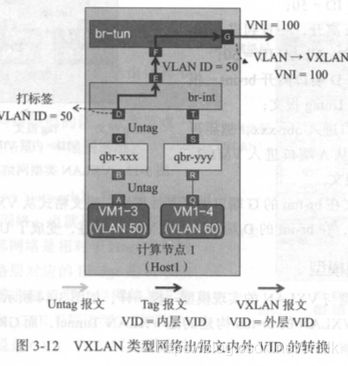 VNI = 100
br-tun
G
F
VLAN ID = 50
VLAN → VXLAN
VNI = 100
E
打标签
VLAN ID = 50
br-int
D
T
Untag
Untag
C
S
qbr-xxx
qbr-yyy
B
R
A
Q
VM1-3
(VLAN 50)
VM1-4
(VLAN 60)
计算节点 1
(Host1)
Untag 报文
Tag 报文
VID = 内层 VID
VXLAN 报文
VID = 外层 VID
图 3-12 VXLAN 类型网络出报文内外 VID 的转换